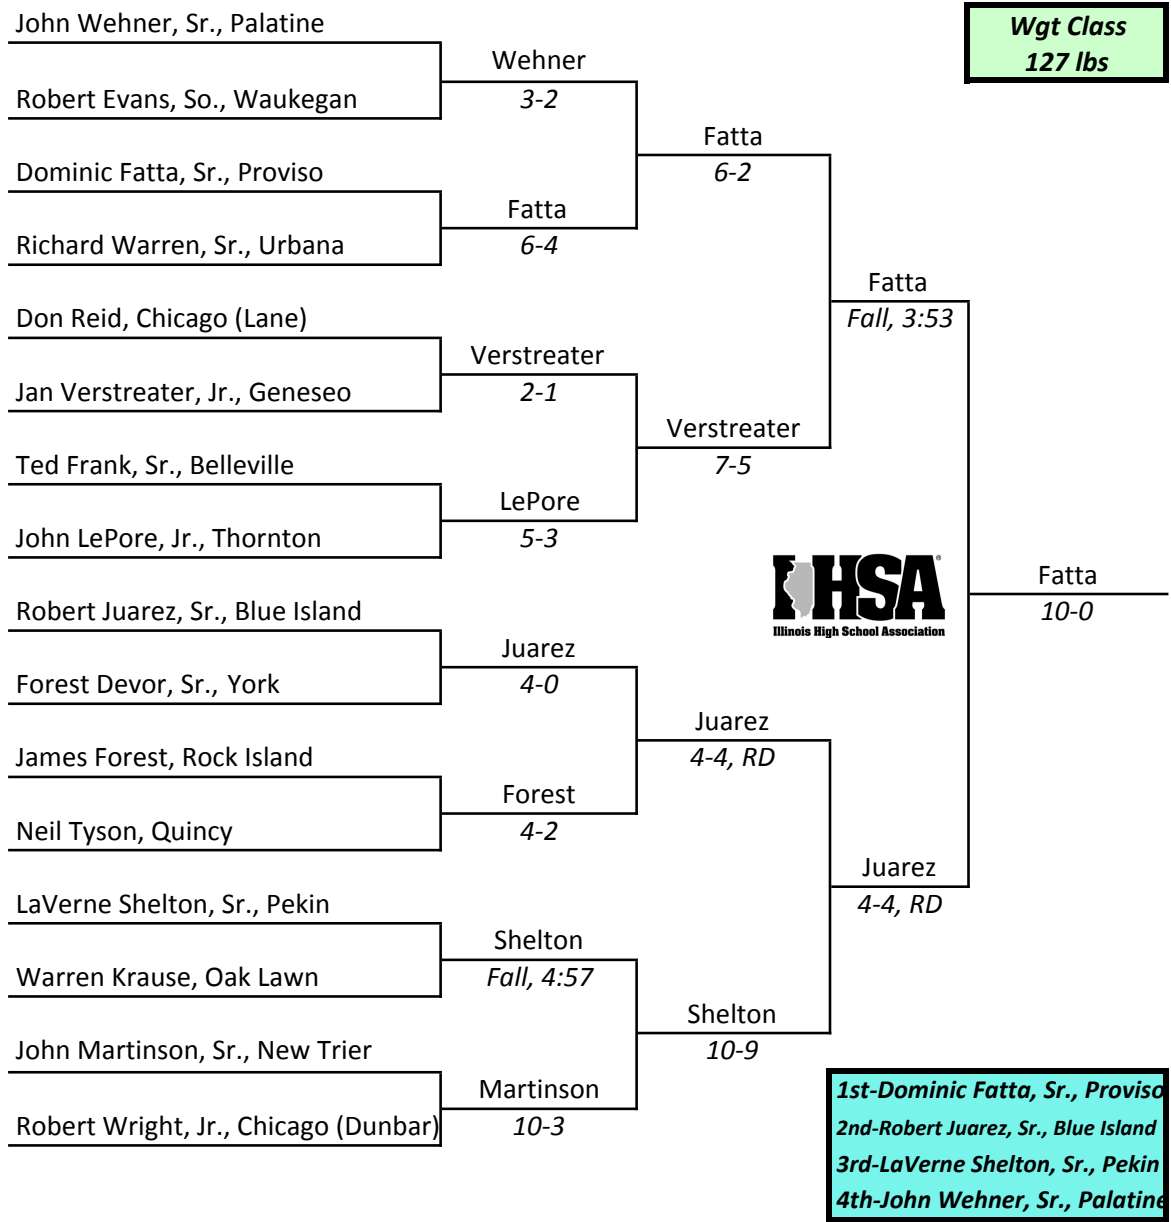 John Wehner, Sr., Palatine
Wgt Class
127 lbs
Wehner
3-2
Robert Evans, So., Waukegan
Fatta
6-2
Dominic Fatta, Sr., Proviso
Fatta
6-4
Richard Warren, Sr., Urbana
Fatta
Fall, 3:53
Don Reid, Chicago (Lane)
Verstreater
2-1
Jan Verstreater, Jr., Geneseo
Verstreater
7-5
Ted Frank, Sr., Belleville
LePore
5-3
John LePore, Jr., Thornton
IHSA®
Illinois High School Association
Fatta
10-0
Robert Juarez, Sr., Blue Island
Juarez
4-0
Forest Devor, Sr., York
Juarez
4-4, RD
James Forest, Rock Island
Forest
4-2
Neil Tyson, Quincy
Juarez
4-4, RD
LaVerne Shelton, Sr., Pekin
Shelton
Fall, 4:57
Warren Krause, Oak Lawn
Shelton
10-9
John Martinson, Sr., New Trier
Martinson
10-3
Robert Wright, Jr., Chicago (Dunbar)
1st-Dominic Fatta, Sr., Proviso
2nd-Robert Juarez, Sr., Blue Island
3rd-LaVerne Shelton, Sr., Pekin
4th-John Wehner, Sr., Palatine